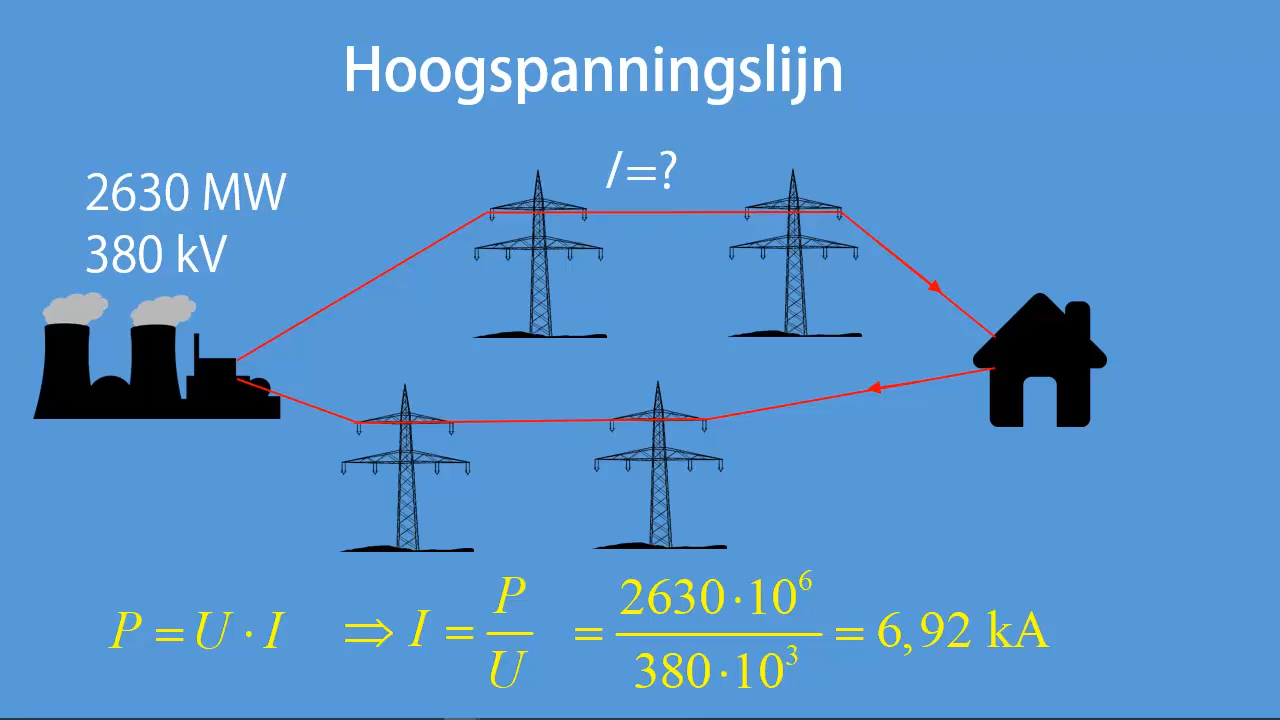 Hoogspanningslijn
I=?
2630 MW
380 kV
P = U · I ⇒ I = P/U = 2630·10⁶/380·10³ = 6,92 kA